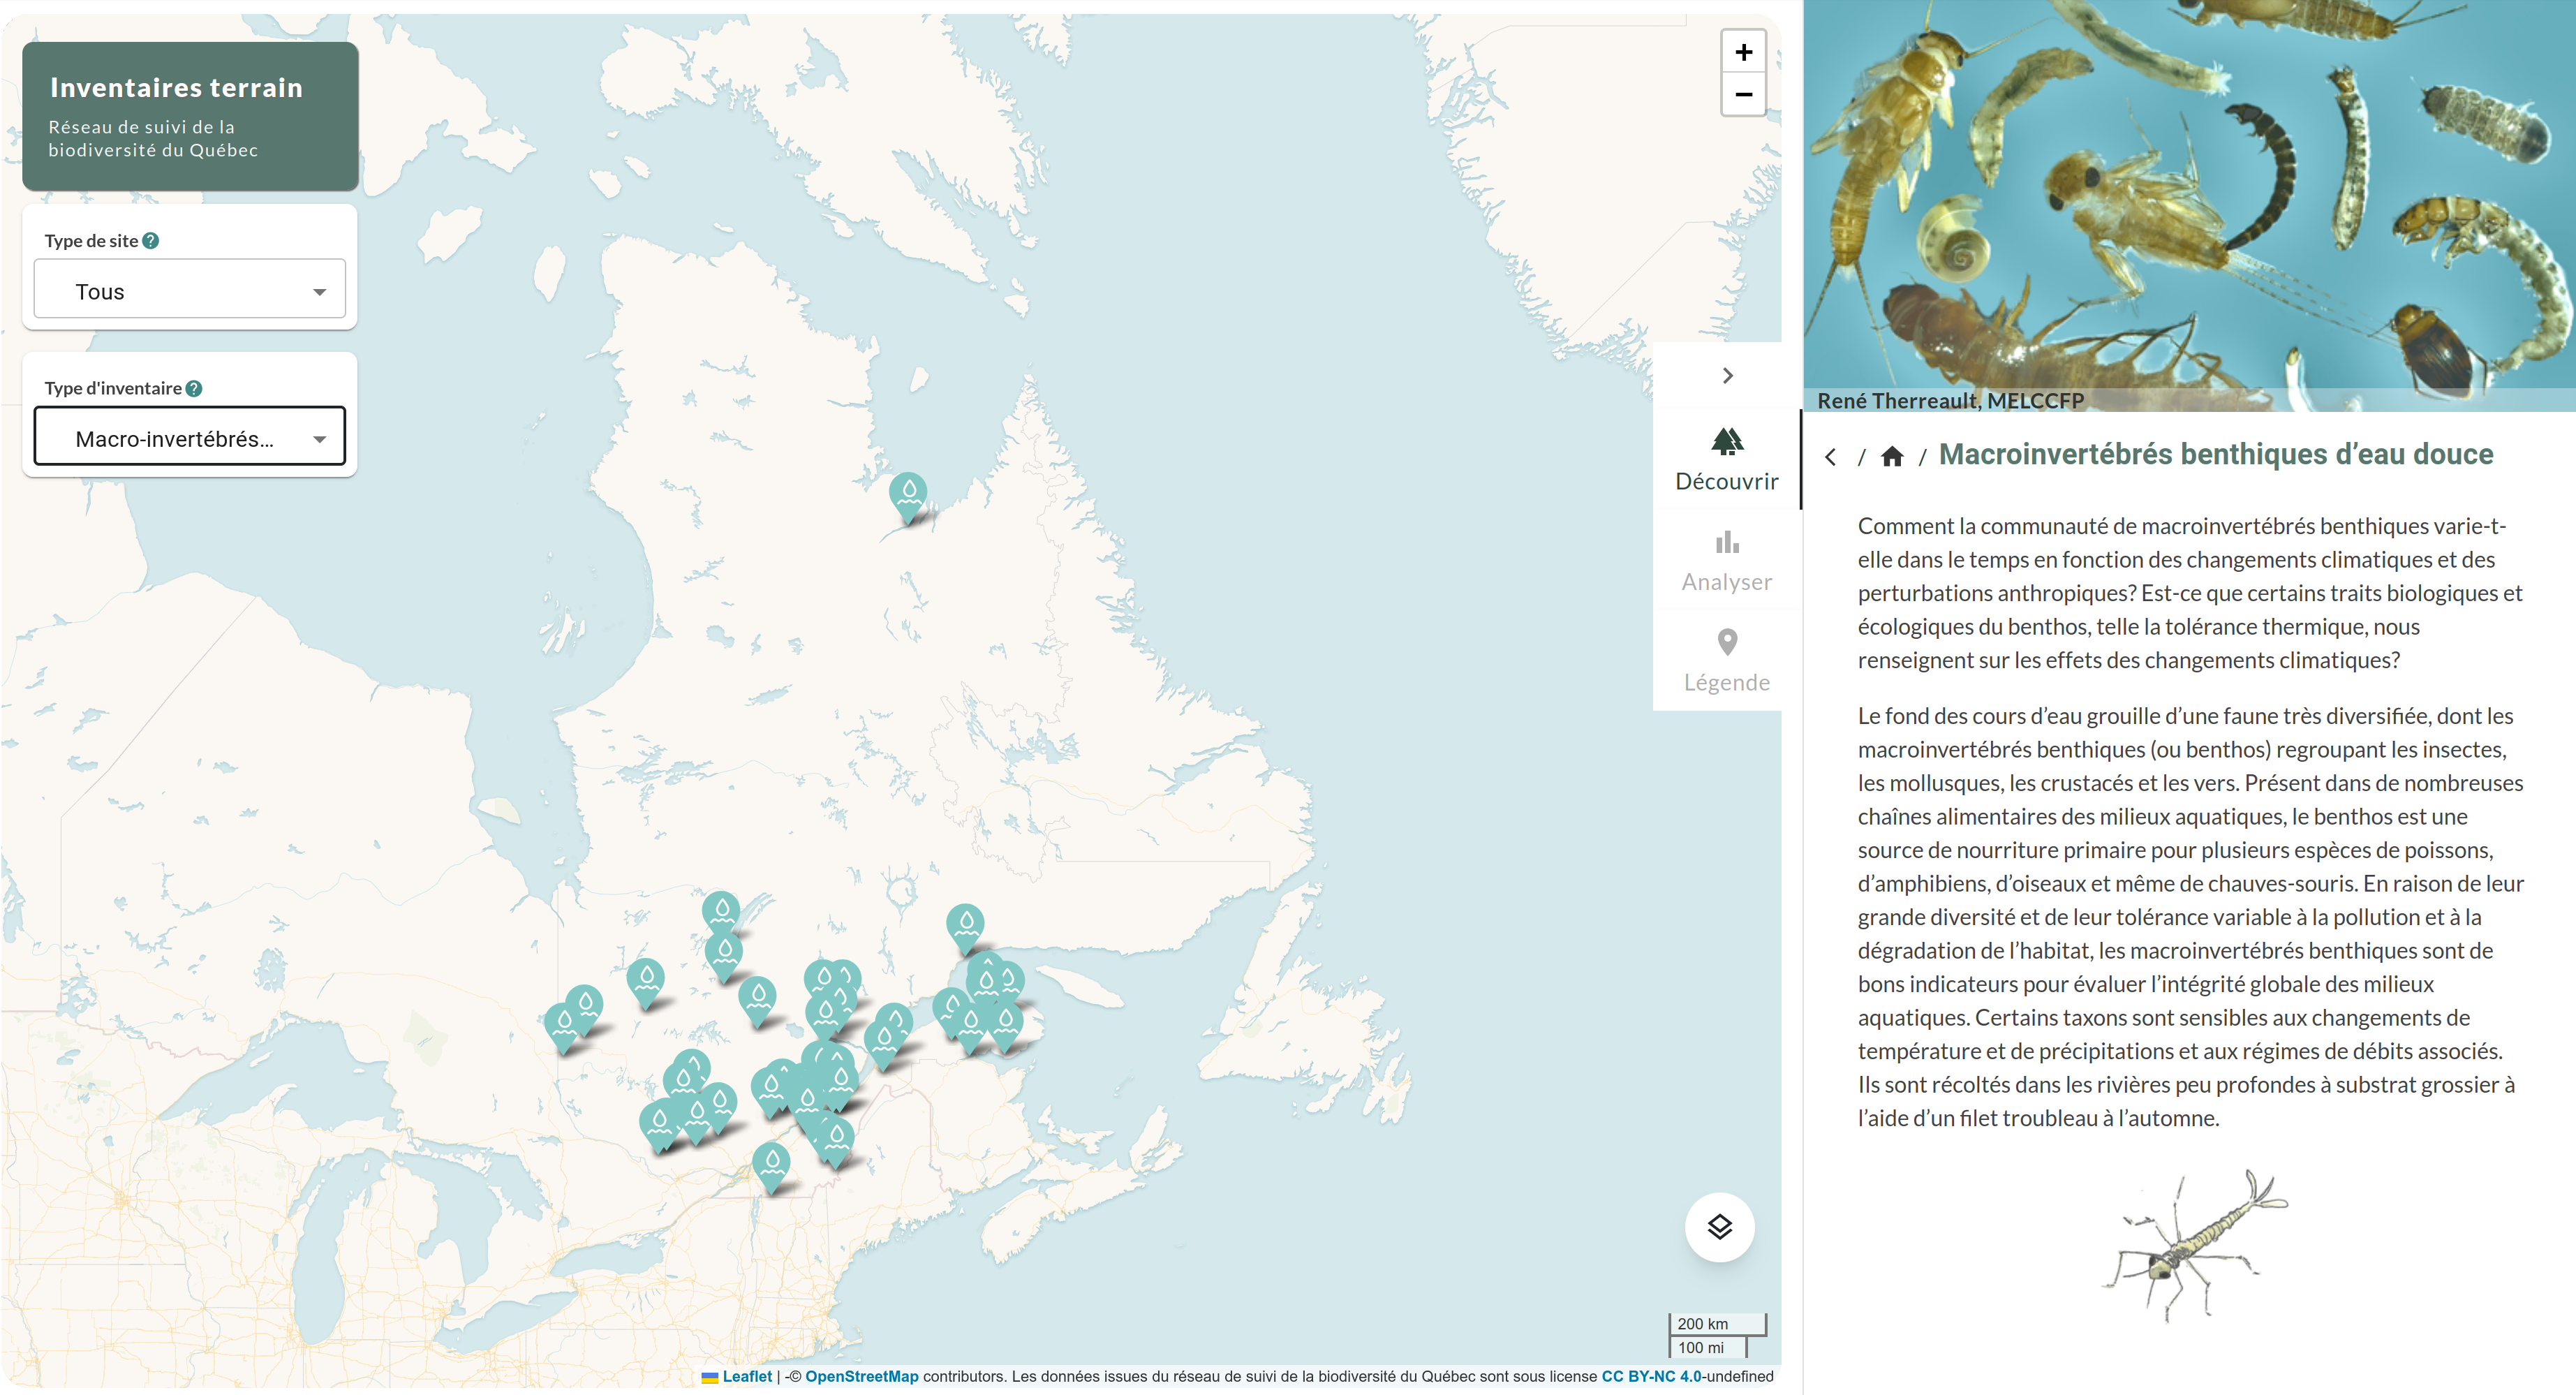 Inventaires terrain
Réseau de suivi de la
biodiversité du Québec
Type de site ?
Tous
Type d'inventaire ?
Macro-invertébrés...
+
−
Découvrir
Analyser
Légende
200 km
100 mi
Leaflet | -© OpenStreetMap contributors. Les données issues du réseau de suivi de la biodiversité du Québec sont sous license CC BY-NC 4.0-undefined
René Therreault, MELCCFP
/ / Macroinvertébrés benthiques d’eau douce
Comment la communauté de macroinvertébrés benthiques varie-t-
elle dans le temps en fonction des changements climatiques et des
perturbations anthropiques? Est-ce que certains traits biologiques et
écologiques du benthos, telle la tolérance thermique, nous
renseignent sur les effets des changements climatiques?
Le fond des cours d’eau grouille d’une faune très diversifiée, dont les
macroinvertébrés benthiques (ou benthos) regroupant les insectes,
les mollusques, les crustacés et les vers. Présent dans de nombreuses
chaînes alimentaires des milieux aquatiques, le benthos est une
source de nourriture primaire pour plusieurs espèces de poissons,
d’amphibiens, d’oiseaux et même de chauves-souris. En raison de leur
grande diversité et de leur tolérance variable à la pollution et à la
dégradation de l’habitat, les macroinvertébrés benthiques sont de
bons indicateurs pour évaluer l’intégrité globale des milieux
aquatiques. Certains taxons sont sensibles aux changements de
température et de précipitations et aux régimes de débits associés.
Ils sont récoltés dans les rivières peu profondes à substrat grossier à
l’aide d’un filet troubleau à l’automne.